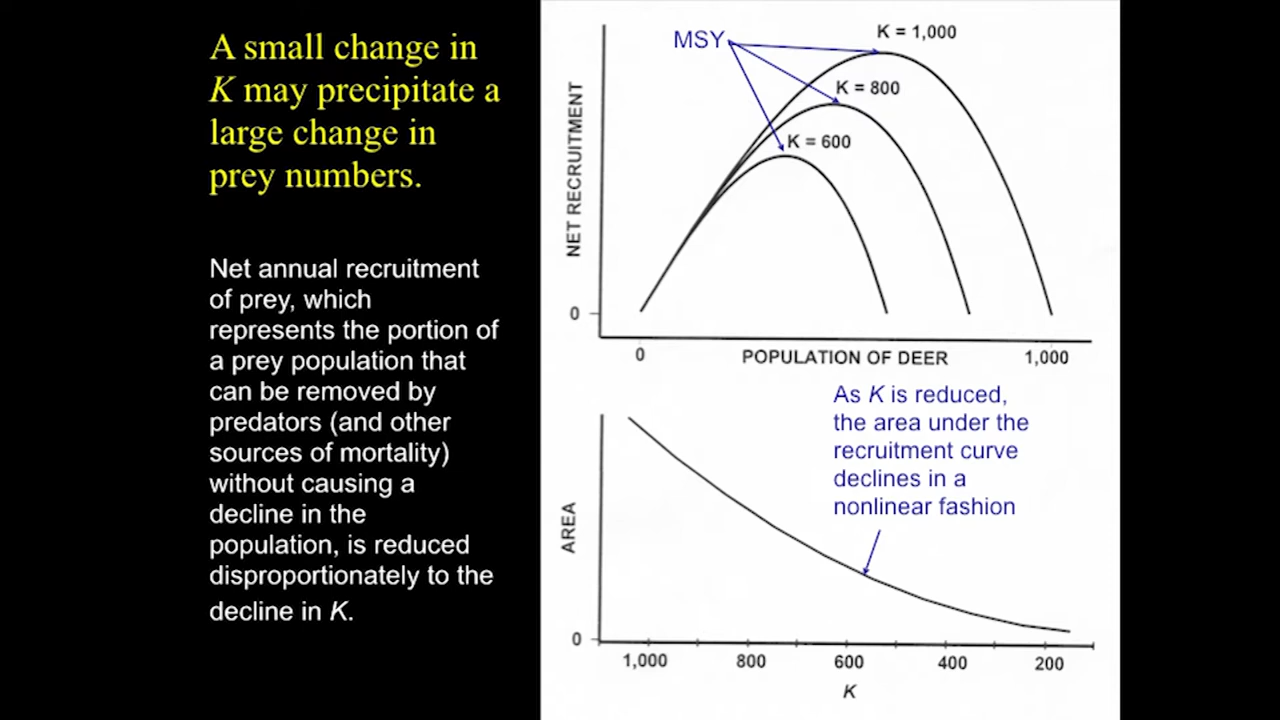 A small change in
K may precipitate a
large change in
prey numbers.
Net annual recruitment
of prey, which
represents the portion of
a prey population that
can be removed by
predators (and other
sources of mortality)
without causing a
decline in the
population, is reduced
disproportionately to the
decline in K.
MSY
K = 1,000
K = 800
K = 600
NET RECRUITMENT
0
0
POPULATION OF DEER
1,000
As K is reduced,
the area under the
recruitment curve
declines in a
nonlinear fashion
AREA
0
1,000
800
600
400
200
K